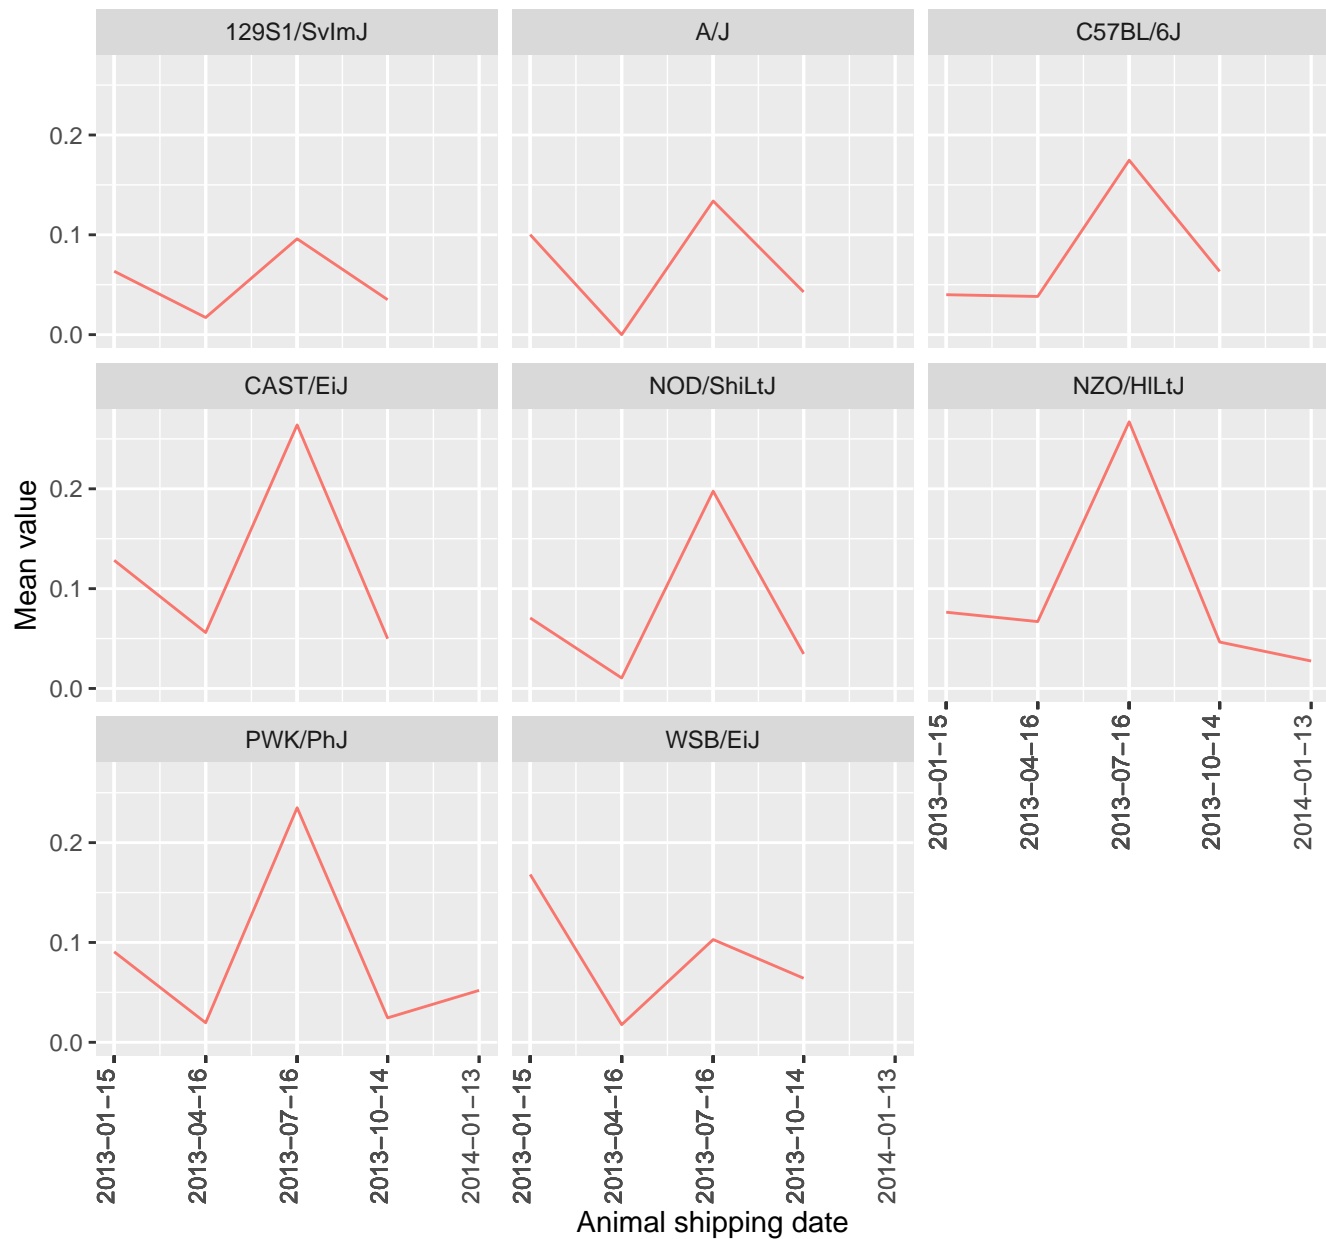 129S1/SvImJ
A/J
C57BL/6J
0.2
0.1
0.0
CAST/EiJ
NOD/ShiLtJ
NZO/HlLtJ
Mean value
0.2
0.1
0.0
2013−01−15
2013−04−16
2013−07−16
2013−10−14
2014−01−13
PWK/PhJ
WSB/EiJ
0.2
0.1
0.0
2013−01−15
2013−04−16
2013−07−16
2013−10−14
2014−01−13
2013−01−15
2013−04−16
2013−07−16
2013−10−14
2014−01−13
Animal shipping date